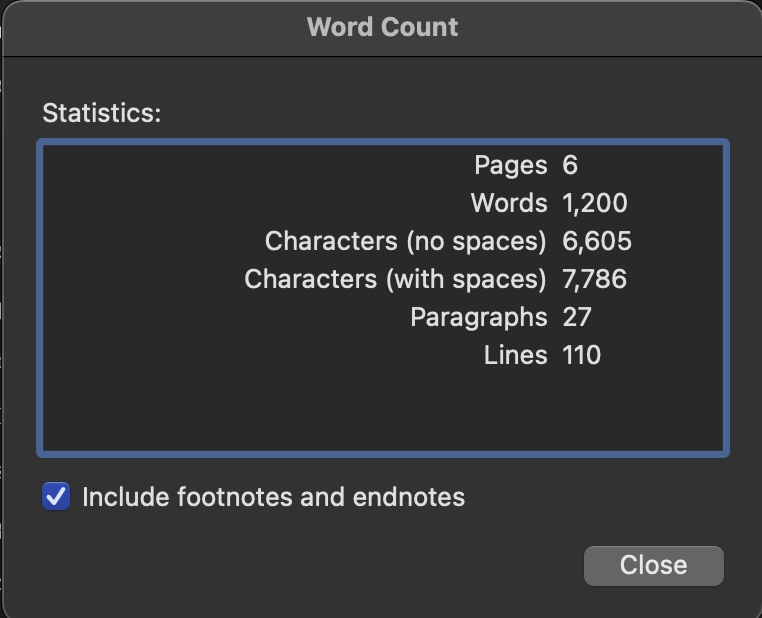 Word Count
Statistics:
Pages 6
Words 1,200
Characters (no spaces) 6,605
Characters (with spaces) 7,786
Paragraphs 27
Lines 110
Include footnotes and endnotes
Close